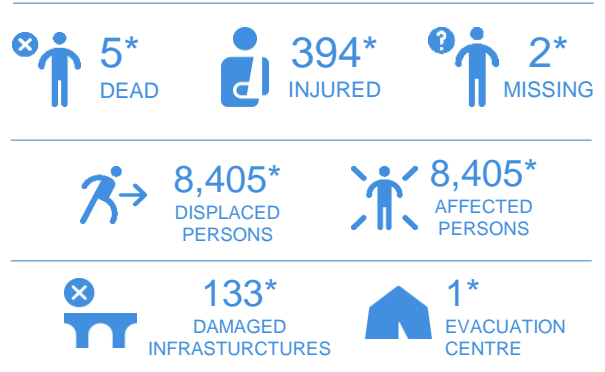 5*
DEAD
394*
INJURED
?
2*
MISSING
8,405*
DISPLACED
PERSONS
8,405*
AFFECTED
PERSONS
133*
DAMAGED
INFRASTURCTURES
1*
EVACUATION
CENTRE